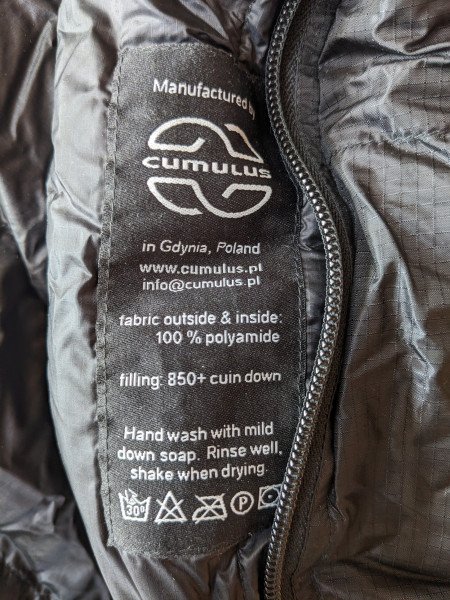 Manufactured by
CUMULUS
in Gdynia, Poland
www.cumulus.pl
info@cumulus.pl
fabric outside & inside:
100 % polyamide
filling: 850+ cuin down
Hand wash with mild
down soap. Rinse well,
shake when drying.
30° P